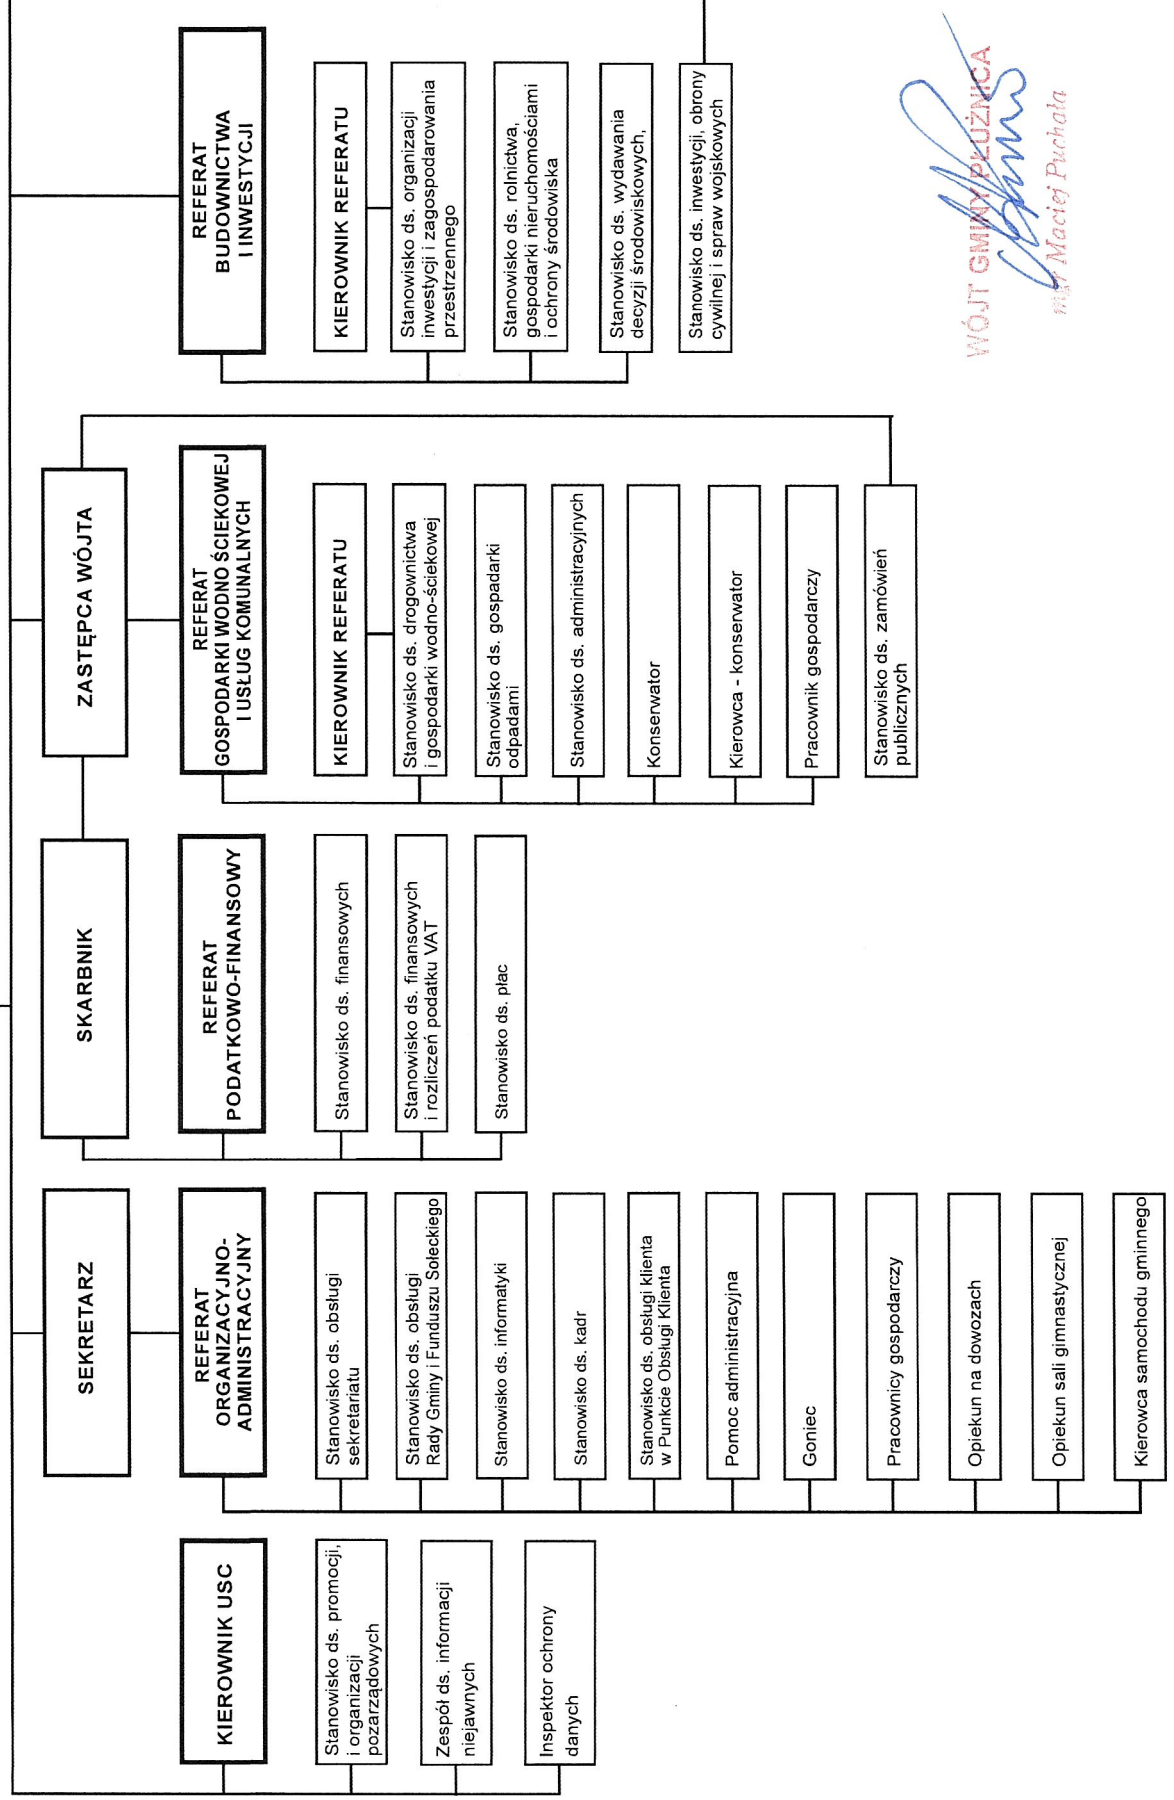 KIEROWNIK USC
Stanowisko ds. promocji,
i organizacji
pozarządowych
Zespół ds. informacji
niejawnych
Inspektor ochrony
danych
SEKRETARZ
REFERAT
ORGANIZACYJNO-
ADMINISTRACYJNY
Stanowisko ds. obsługi
sekretariatu
Stanowisko ds. obsługi
Rady Gminy i Funduszu Sołeckiego
Stanowisko ds. informatyki
Stanowisko ds. kadr
Stanowisko ds. obsługi klienta
w Punkcie Obsługi Klienta
Pomoc administracyjna
Goniec
Pracownicy gospodarczy
Opiekun na dowozach
Opiekun sali gimnastycznej
Kierowca samochodu gminnego
SKARBNIK
REFERAT
PODATKOWO-FINANSOWY
Stanowisko ds. finansowych
Stanowisko ds. finansowych
i rozliczeń podatku VAT
Stanowisko ds. płac
ZASTĘPCA WÓJTA
REFERAT
GOSPODARKI WODNO ŚCIEKOWEJ
I USŁUG KOMUNALNYCH
KIEROWNIK REFERATU
Stanowisko ds. drogownictwa
i gospodarki wodno-ściekowej
Stanowisko ds. gospadarki
odpadami
Stanowisko ds. administracyjnych
Konserwator
Kierowca - konserwator
Pracownik gospodarczy
Stanowisko ds. zamówień
publicznych
REFERAT
BUDOWNICTWA
I INWESTYCJI
KIEROWNIK REFERATU
Stanowisko ds. organizacji
inwestycji i zagospodarowania
przestrzennego
Stanowisko ds. rolnictwa,
gospodarki nieruchomościami
i ochrony środowiska
Stanowisko ds. wydawania
decyzji środowiskowych,
Stanowisko ds. inwestycji, obrony
cywilnej i spraw wojskowych
WÓJT GMINY PŁUŻNICA
mgr Maciej Puchała